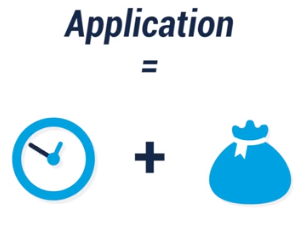 Application
=
+